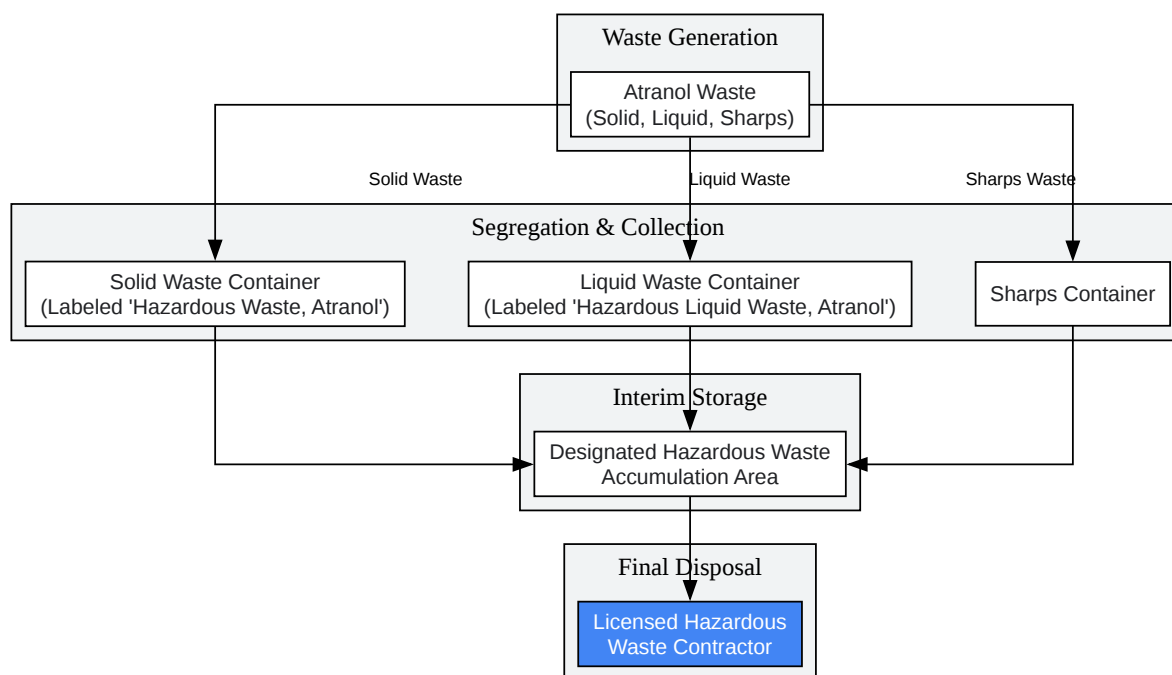 Waste Generation
Atranol Waste
(Solid, Liquid, Sharps)
Solid Waste
Liquid Waste
Sharps Waste
Segregation & Collection
Solid Waste Container
(Labeled 'Hazardous Waste, Atranol')
Liquid Waste Container
(Labeled 'Hazardous Liquid Waste, Atranol')
Sharps Container
Interim Storage
Designated Hazardous Waste
Accumulation Area
Final Disposal
Licensed Hazardous
Waste Contractor